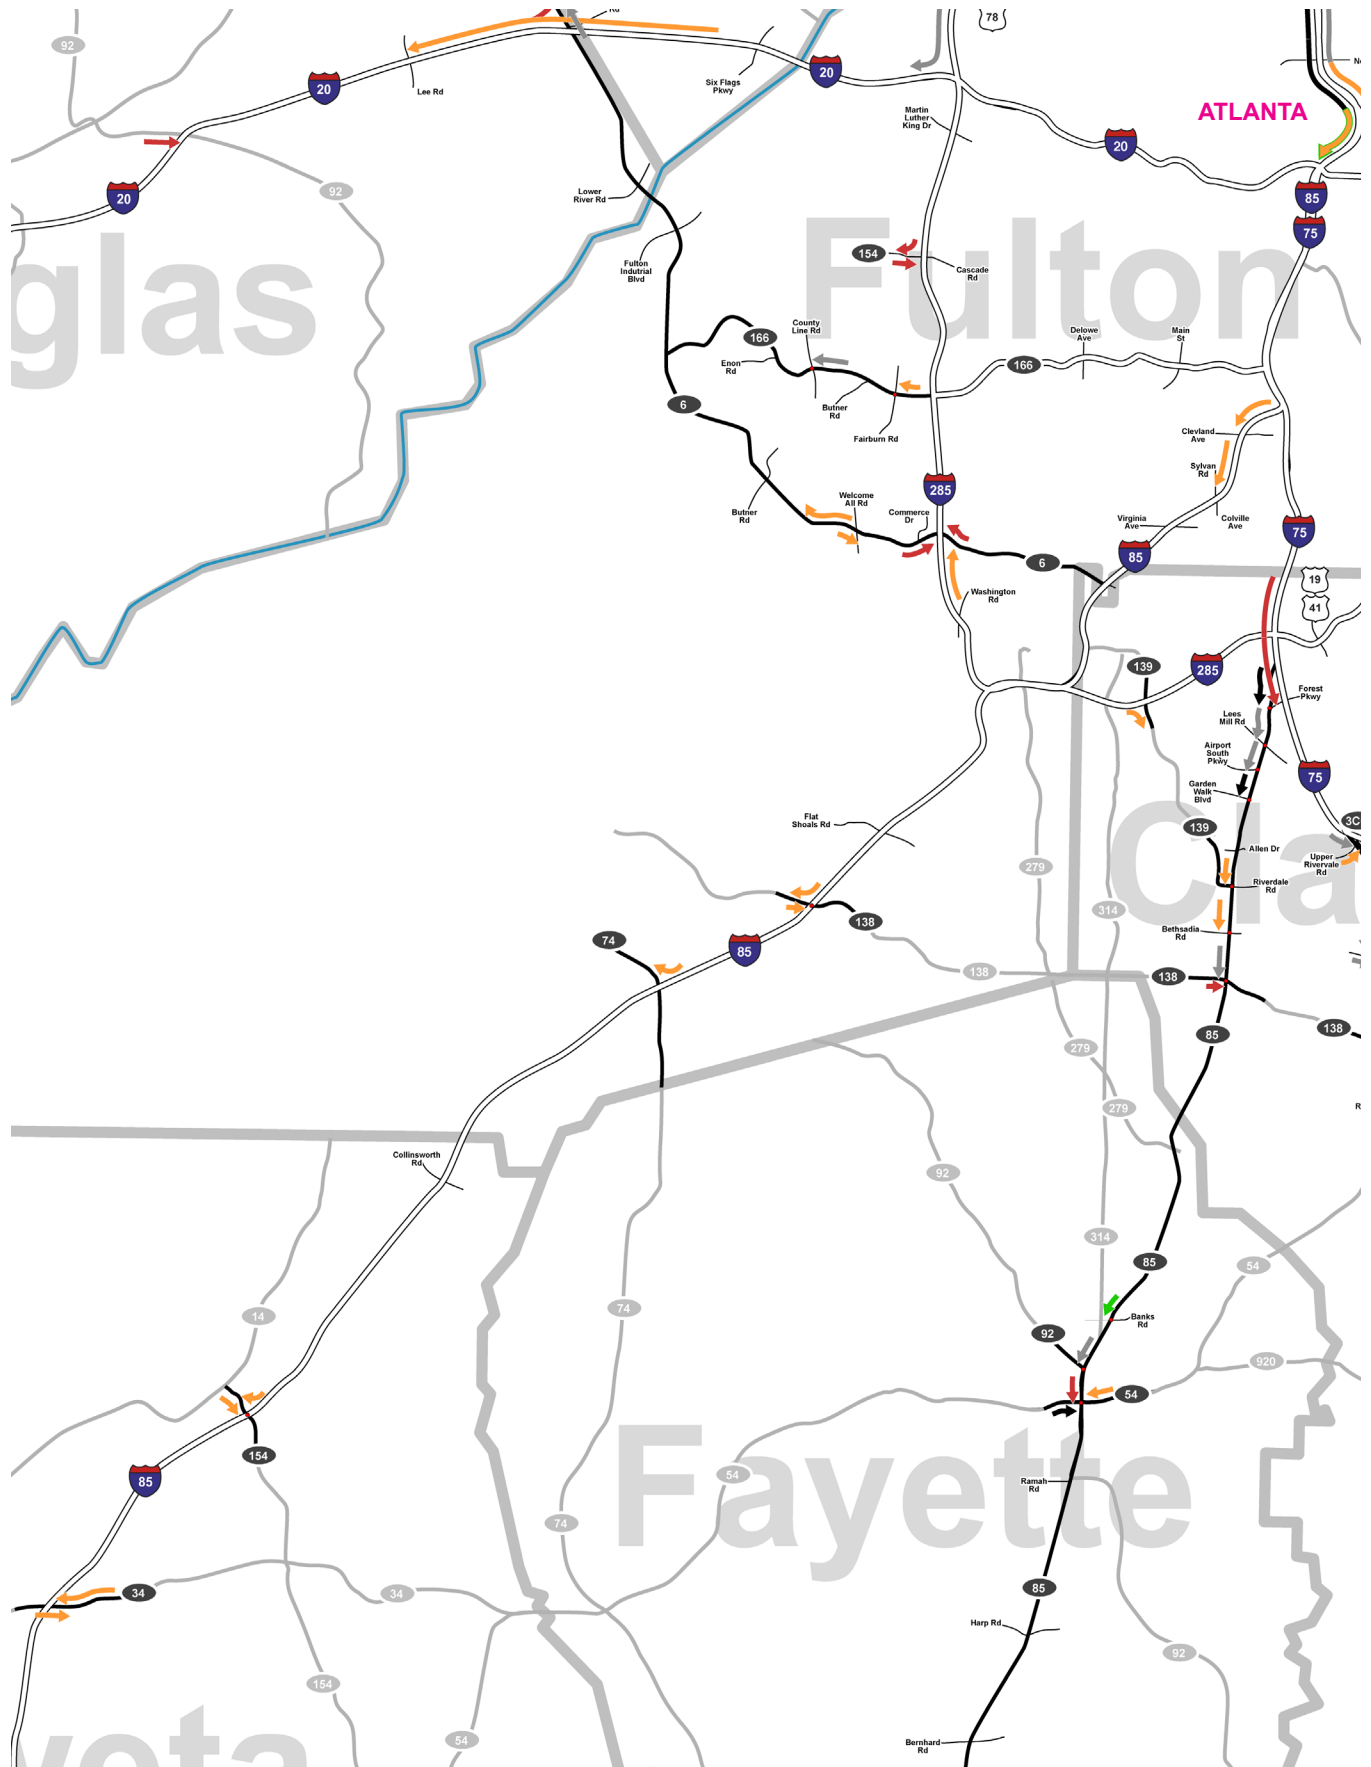 Rd
78
92
Lee Rd
20
Six Flags
Pkwy
20
ATLANTA
Martin
Luther
King Dr
20
20
92
85
75
Lower
River Rd
glas
Fulton
Fulton
Indutrial
Blvd
154
Cascade
Rd
County
Line Rd
166
Enon
Rd
Delowe
Ave
Main
St
166
6
Butner
Rd
Fairburn Rd
Clevland
Ave
Sylvan
Rd
285
Butner
Rd
Welcome
All Rd
Commerce
Dr
Virginia
Ave
Colville
Ave
75
85
6
19
41
Washington
Rd
139
285
Forest
Pkwy
Lees
Mill Rd
Airport
South
Pkwy
75
Garden
Walk
Blvd
Flat
Shoals Rd
139
3C
Cla
Allen Dr
Upper
Rivervale
Rd
279
Riverdale
Rd
314
138
Bethsadia
Rd
74
85
138
138
138
85
279
279
R
Collinsworth
Rd
92
314
85
54
74
14
Banks
Rd
92
920
54
Fayette
154
85
54
Ramah
Rd
74
34
34
85
Harp Rd
92
154
54
Bernhard
Rd
weta